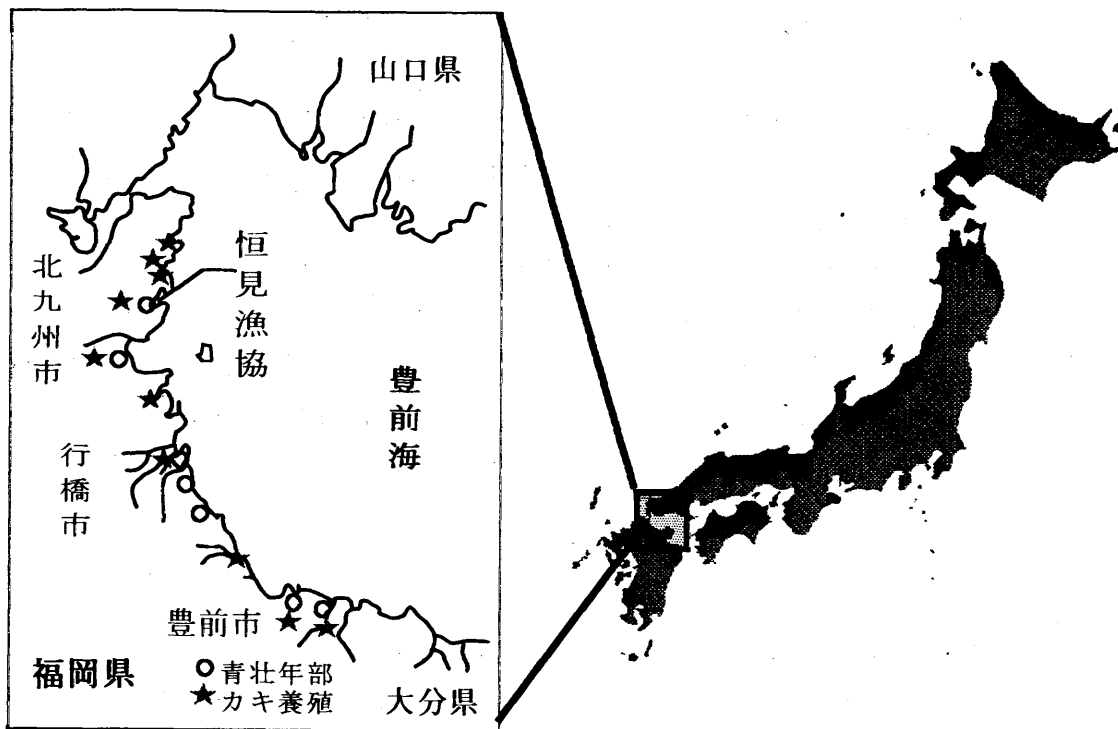 山口県
恒見漁協
北九州市
豊前海
行橋市
豊前市
福岡県
青壮年部
カキ養殖
大分県